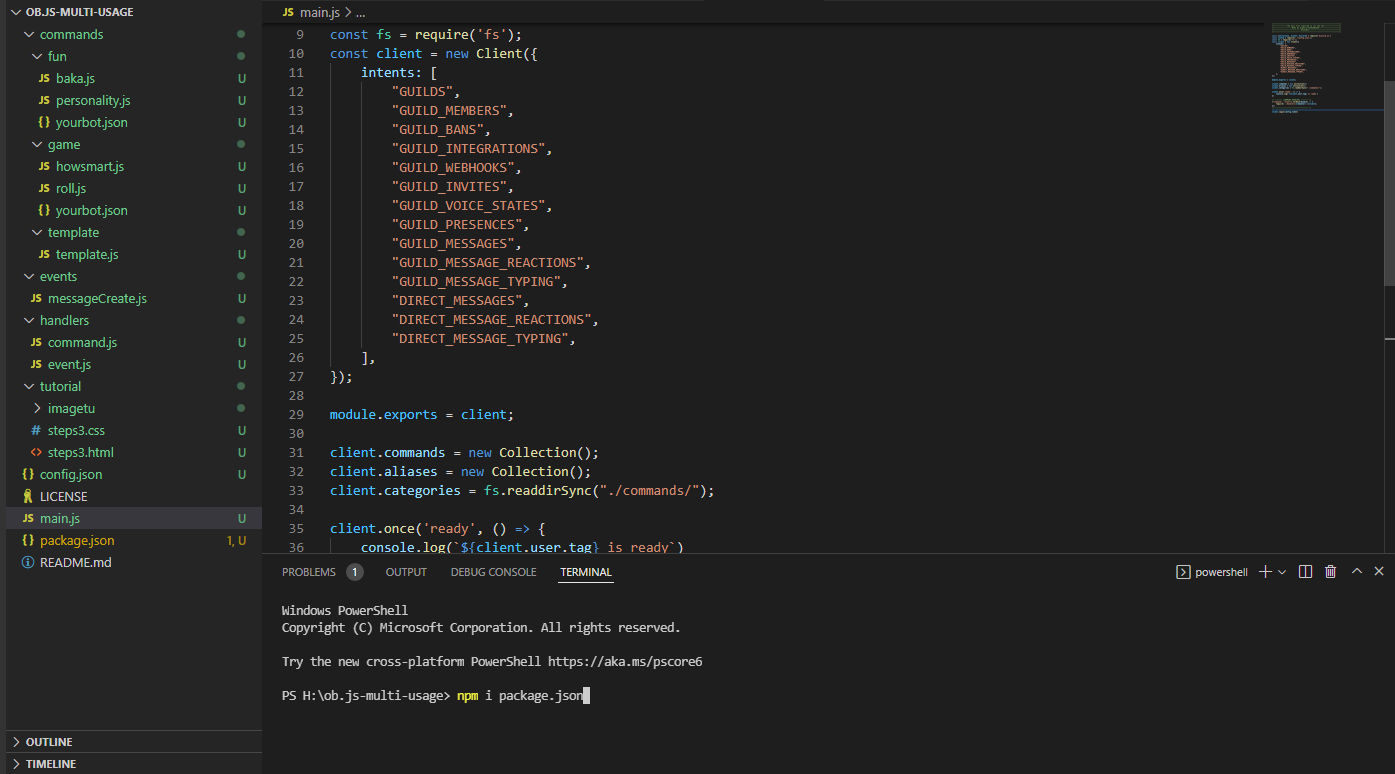 OB.JS-MULTI-USAGE
commands
fun
JS baka.js U
JS personality.js U
{} yourbot.json U
game
JS howsmart.js U
JS roll.js U
{} yourbot.json U
template
JS template.js U
events
JS messageCreate.js U
handlers
JS command.js U
JS event.js U
tutorial
imagetu
# steps3.css U
<> steps3.html U
{} config.json U
LICENSE
JS main.js U
{} package.json 1, U
README.md
OUTLINE
TIMELINE
JS main.js > ...
9 const fs = require('fs');
10 const client = new Client({
11 intents: [
12 "GUILDS",
13 "GUILD_MEMBERS",
14 "GUILD_BANS",
15 "GUILD_INTEGRATIONS",
16 "GUILD_WEBHOOKS",
17 "GUILD_INVITES",
18 "GUILD_VOICE_STATES",
19 "GUILD_PRESENCES",
20 "GUILD_MESSAGES",
21 "GUILD_MESSAGE_REACTIONS",
22 "GUILD_MESSAGE_TYPING",
23 "DIRECT_MESSAGES",
24 "DIRECT_MESSAGE_REACTIONS",
25 "DIRECT_MESSAGE_TYPING",
26 ],
27 });
28
29 module.exports = client;
30
31 client.commands = new Collection();
32 client.aliases = new Collection();
33 client.categories = fs.readdirSync("./commands/");
34
35 client.once('ready', () => {
36 console.log(`${client.user.tag} is ready`)
PROBLEMS 1 OUTPUT DEBUG CONSOLE TERMINAL powershell
Windows PowerShell
Copyright (C) Microsoft Corporation. All rights reserved.
Try the new cross-platform PowerShell https://aka.ms/pscore6
PS H:\ob.js-multi-usage> npm i package.json